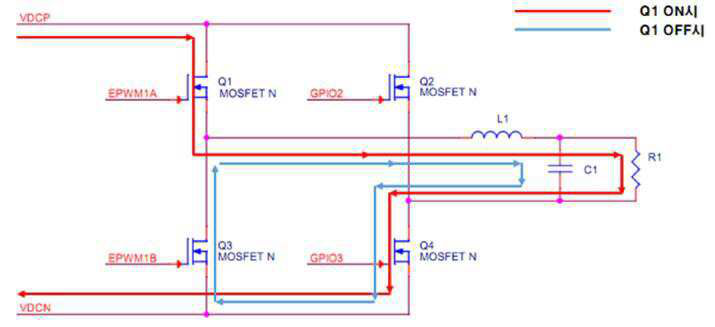 VDCP
Q1 ON시
Q1 OFF시
Q1
MOSFET N
EPWM1A
Q2
MOSFET N
GPIO2
L1
C1
R1
Q3
MOSFET N
EPWM1B
Q4
MOSFET N
GPIO3
VDCN